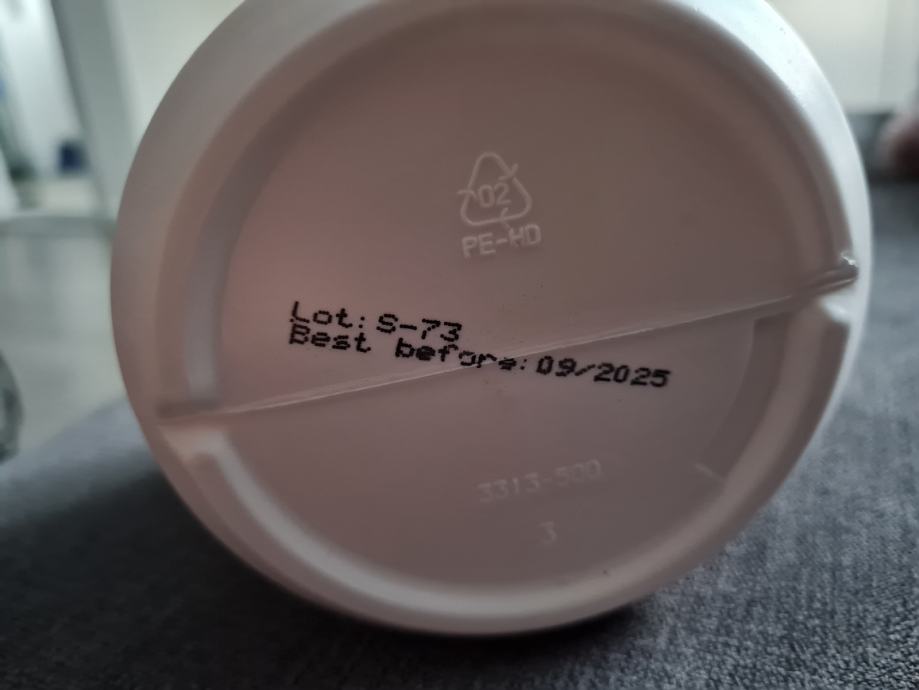 02
PE-HD
Lot: S-73
Best before: 09/2025
3313-500
3